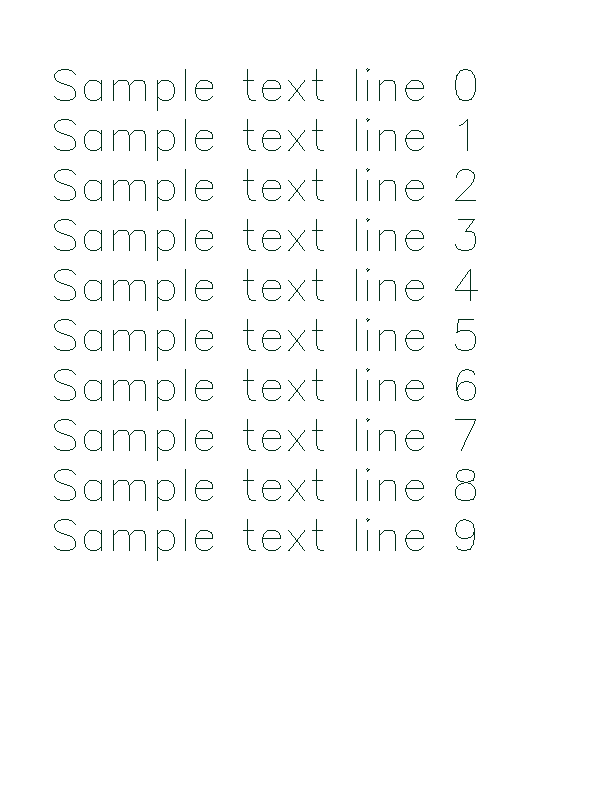 Sample text line 0
Sample text line 1
Sample text line 2
Sample text line 3
Sample text line 4
Sample text line 5
Sample text line 6
Sample text line 7
Sample text line 8
Sample text line 9